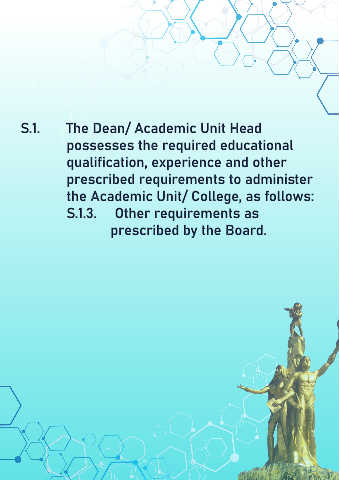 S.1. The Dean/ Academic Unit Head
possesses the required educational
qualification, experience and other
prescribed requirements to administer
the Academic Unit/ College, as follows:
S.1.3. Other requirements as
prescribed by the Board.